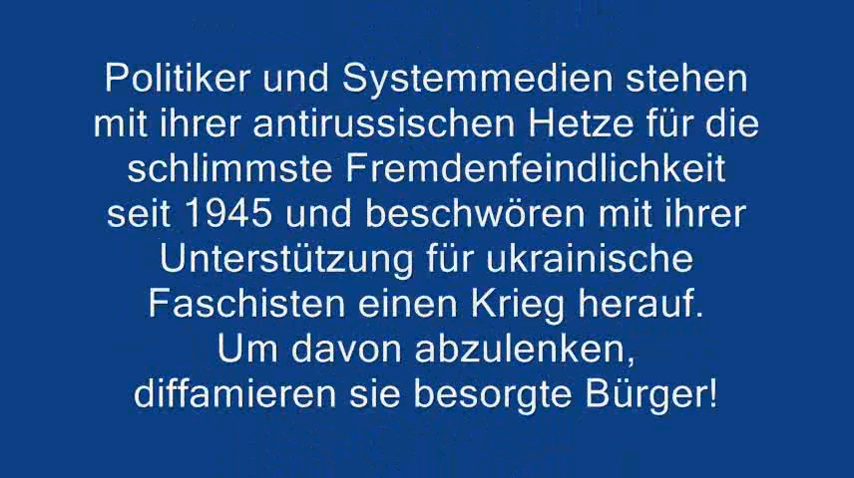 Politiker und Systemmedien stehen
mit ihrer antirussischen Hetze für die
schlimmste Fremdenfeindlichkeit
seit 1945 und beschwören mit ihrer
Unterstützung für ukrainische
Faschisten einen Krieg herauf.
Um davon abzulenken,
diffamieren sie besorgte Bürger!